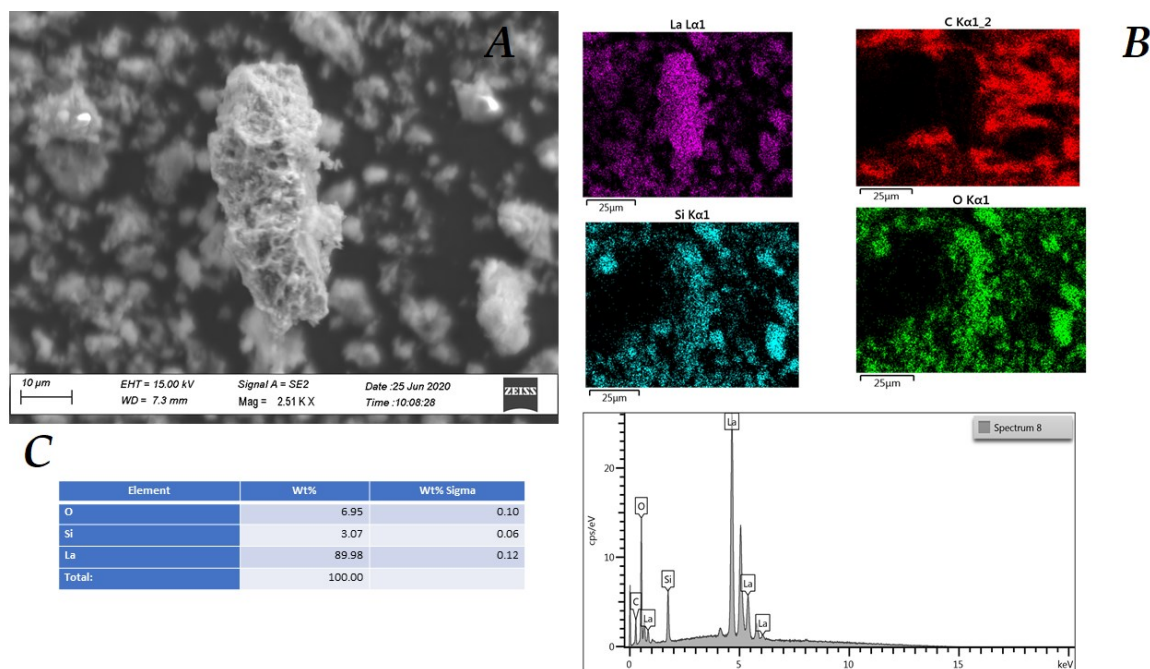 A
10 µm
EHT = 15.00 kV
WD = 7.3 mm
Signal A = SE2
Mag = 2.51 K X
Date :25 Jun 2020
Time :10:08:28
ZEISS
B
La Lα1
25µm
C Kα1_2
25µm
Si Kα1
25µm
O Kα1
25µm
C
Element Wt% Wt% Sigma
O 6.95 0.10
Si 3.07 0.06
La 89.98 0.12
Total: 100.00
Spectrum 8
cps/eV
20
10
0
La
O
Si
C
La
La
La
0 5 10 15 keV